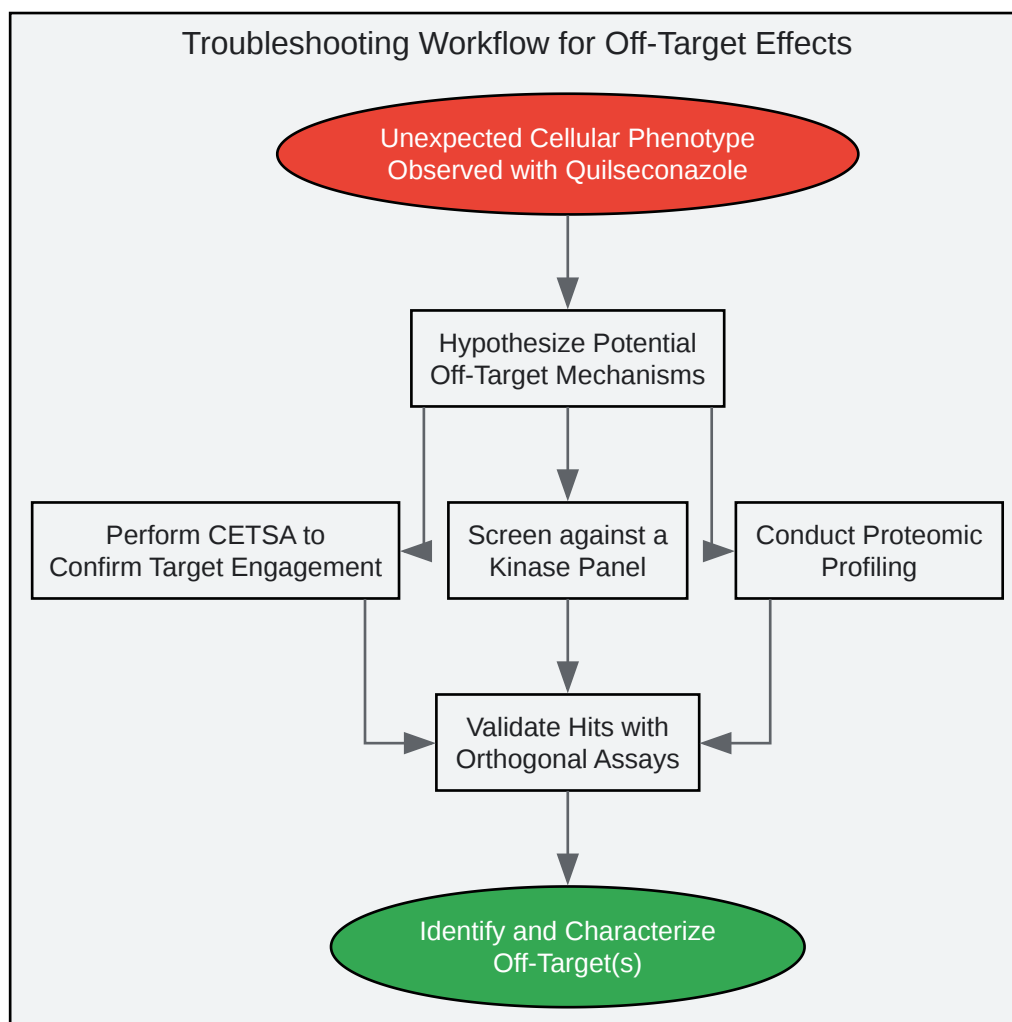 Troubleshooting Workflow for Off-Target Effects
Unexpected Cellular Phenotype
Observed with Quilseconazole
Hypothesize Potential
Off-Target Mechanisms
Perform CETSA to
Confirm Target Engagement
Screen against a
Kinase Panel
Conduct Proteomic
Profiling
Validate Hits with
Orthogonal Assays
Identify and Characterize
Off-Target(s)